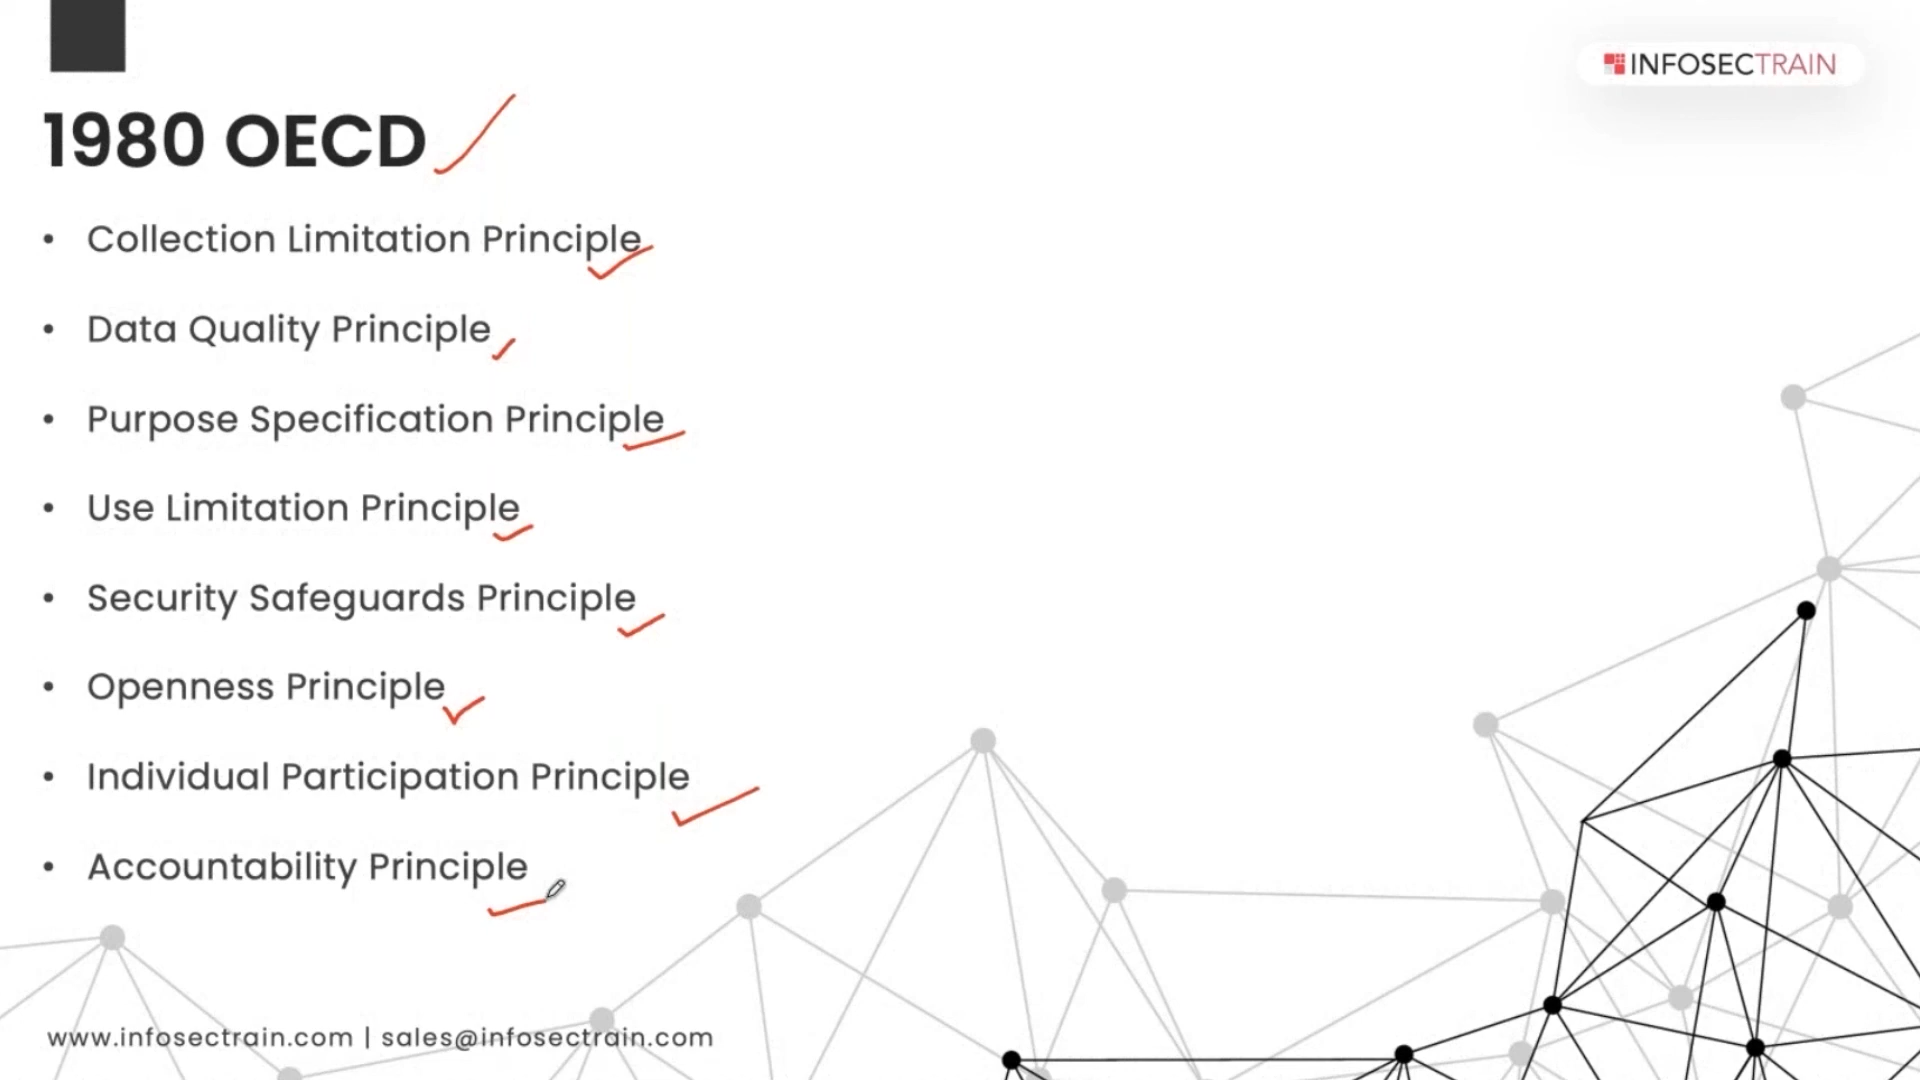 INFOSECTRAIN
1980 OECD
• Collection Limitation Principle
• Data Quality Principle
• Purpose Specification Principle
• Use Limitation Principle
• Security Safeguards Principle
• Openness Principle
• Individual Participation Principle
• Accountability Principle
www.infosectrain.com | sales@infosectrain.com